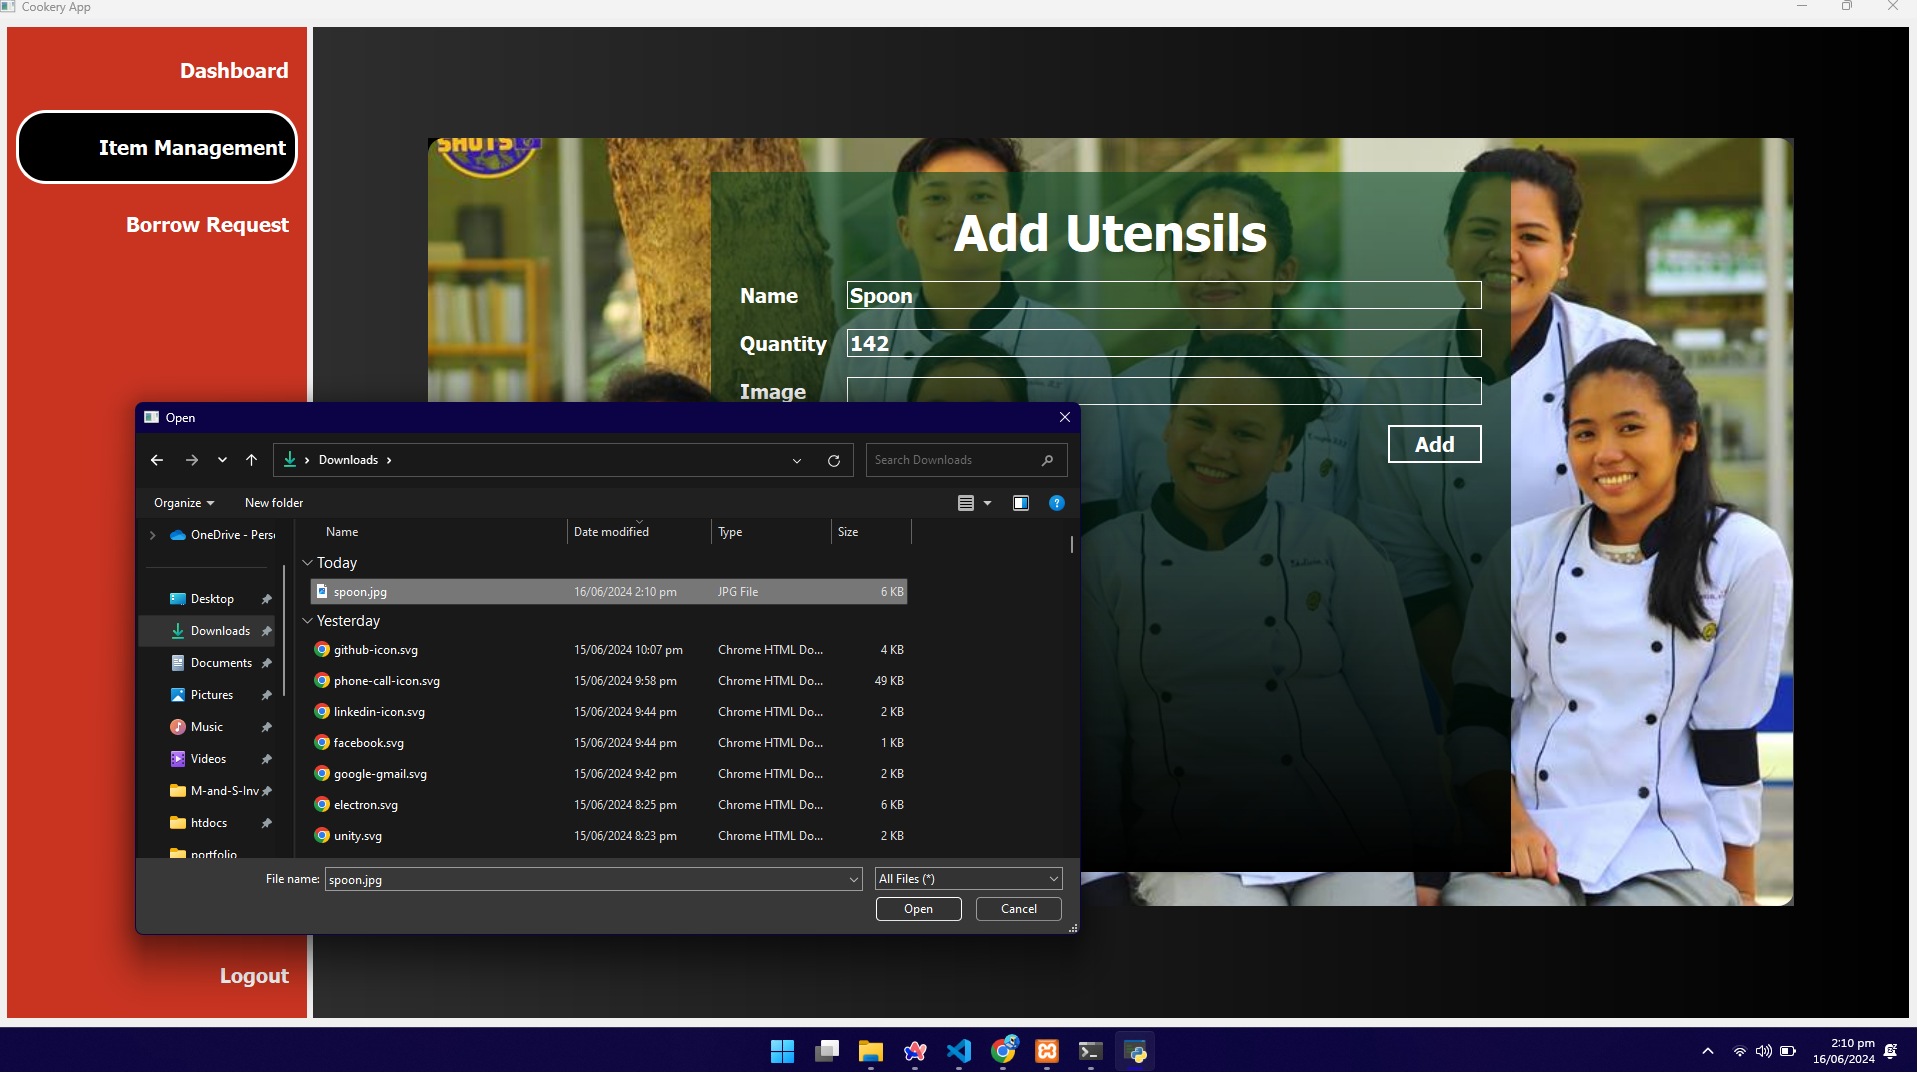 Cookery App
Dashboard
Item Management
Borrow Request
Logout
SHOTS
Add Utensils
Name Spoon
Quantity 142
Image
Add
Open
Downloads
Search Downloads
Organize New folder
OneDrive - Pers
Desktop
Downloads
Documents
Pictures
Music
Videos
M-and-S-Inv
htdocs
portfolio
Name Date modified Type Size
Today
spoon.jpg 16/06/2024 2:10 pm JPG File 6 KB
Yesterday
github-icon.svg 15/06/2024 10:07 pm Chrome HTML Do... 4 KB
phone-call-icon.svg 15/06/2024 9:58 pm Chrome HTML Do... 49 KB
linkedin-icon.svg 15/06/2024 9:44 pm Chrome HTML Do... 2 KB
facebook.svg 15/06/2024 9:44 pm Chrome HTML Do... 1 KB
google-gmail.svg 15/06/2024 9:42 pm Chrome HTML Do... 2 KB
electron.svg 15/06/2024 8:25 pm Chrome HTML Do... 6 KB
unity.svg 15/06/2024 8:23 pm Chrome HTML Do... 2 KB
File name: spoon.jpg All Files (*)
Open Cancel
2:10 pm
16/06/2024